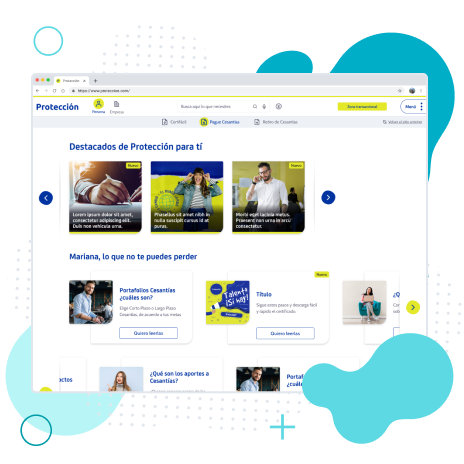 Protección
https://www.proteccion.com/
Protección
Persona
Empresa
Busca aquí lo que necesites
Zona transaccional
Menú
Certifácil
Pague Cesantías
Retiro de Cesantías
Volver al sitio anterior
Destacados de Protección para tí
Nuevo
Lorem ipsum dolor sit amet,
consectetur adipiscing elit.
Duis non vehicula urna.
Phasellus sit amet nibh in
nulla suscipit cursus id at
purus.
Nuevo
Morbi eget lacinia metus.
Praesent non urna in orci
consectetur.
Mariana, lo que no te puedes perder
Portafolios Cesantías
¿cuáles son?
Elige Corto Plazo o Largo Plazo
Cesantías, de acuerdo a tus metas
Quiero leerlas
Talento
¡Sí hay!
Nuevo
Título
Sigue estos pasos y descarga fácil
y rápido el certificado.
Quiero leerlas
actos
¿Qué son los aportes a
Cesantías?
Portaf
¿cuále